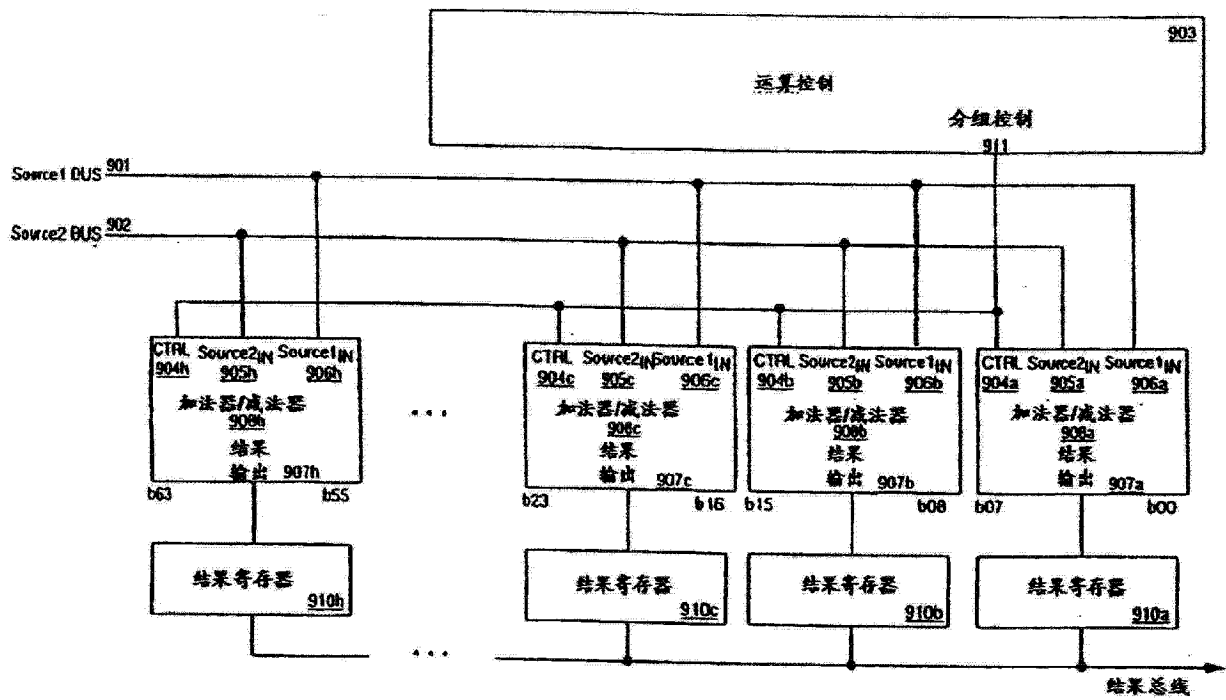 903
运算控制
分组控制
911
Source1 BUS 901
Source2 BUS 902
CTRL Source2IN Source1IN
904h 905h 906h
加法器/减法器
908h
结果
输出 907h
b63 b55
...
CTRL Source2IN Source1IN
904c 905c 906c
加法器/减法器
908c
结果
输出 907c
b23 b16
CTRL Source2IN Source1IN
904b 905b 906b
加法器/减法器
908b
结果
输出 907b
b15 b08
CTRL Source2IN Source1IN
904a 905a 906a
加法器/减法器
908a
结果
输出 907a
b07 b00
结果寄存器
910h
结果寄存器
910c
结果寄存器
910b
结果寄存器
910a
...
结果总线